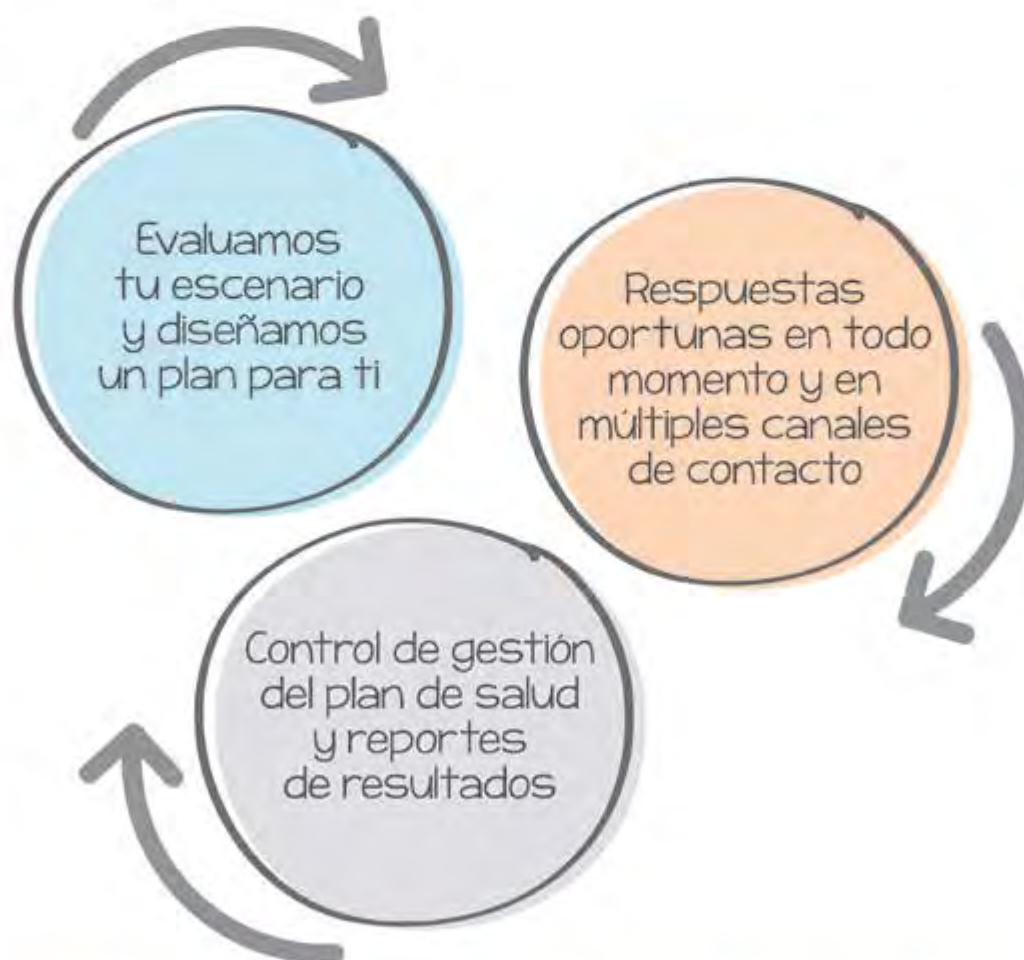 Evaluamos
tu escenario
y diseñamos
un plan para ti
Respuestas
oportunas en todo
momento y en
múltiples canales
de contacto
Control de gestión
del plan de salud
y reportes
de resultados